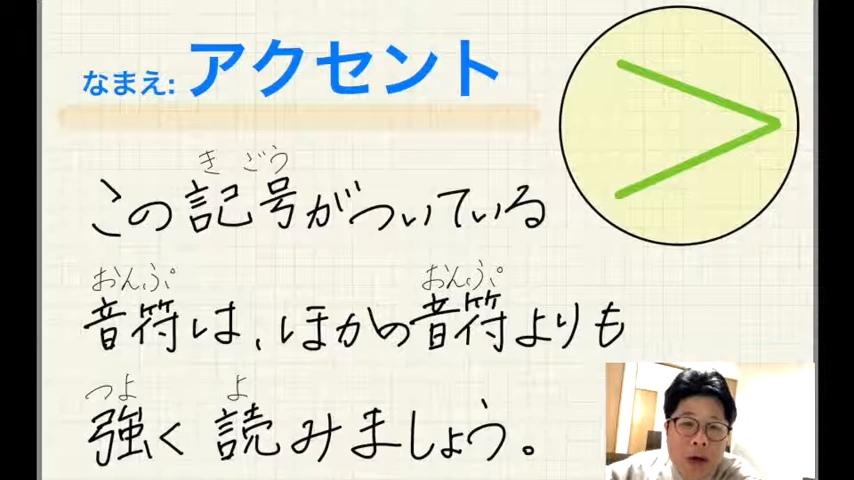 なまえ: アクセント
きごう
この記号がついている
おんぷ おんぷ
音符は、ほかの音符よりも
つよ よ
強く読みましょう。